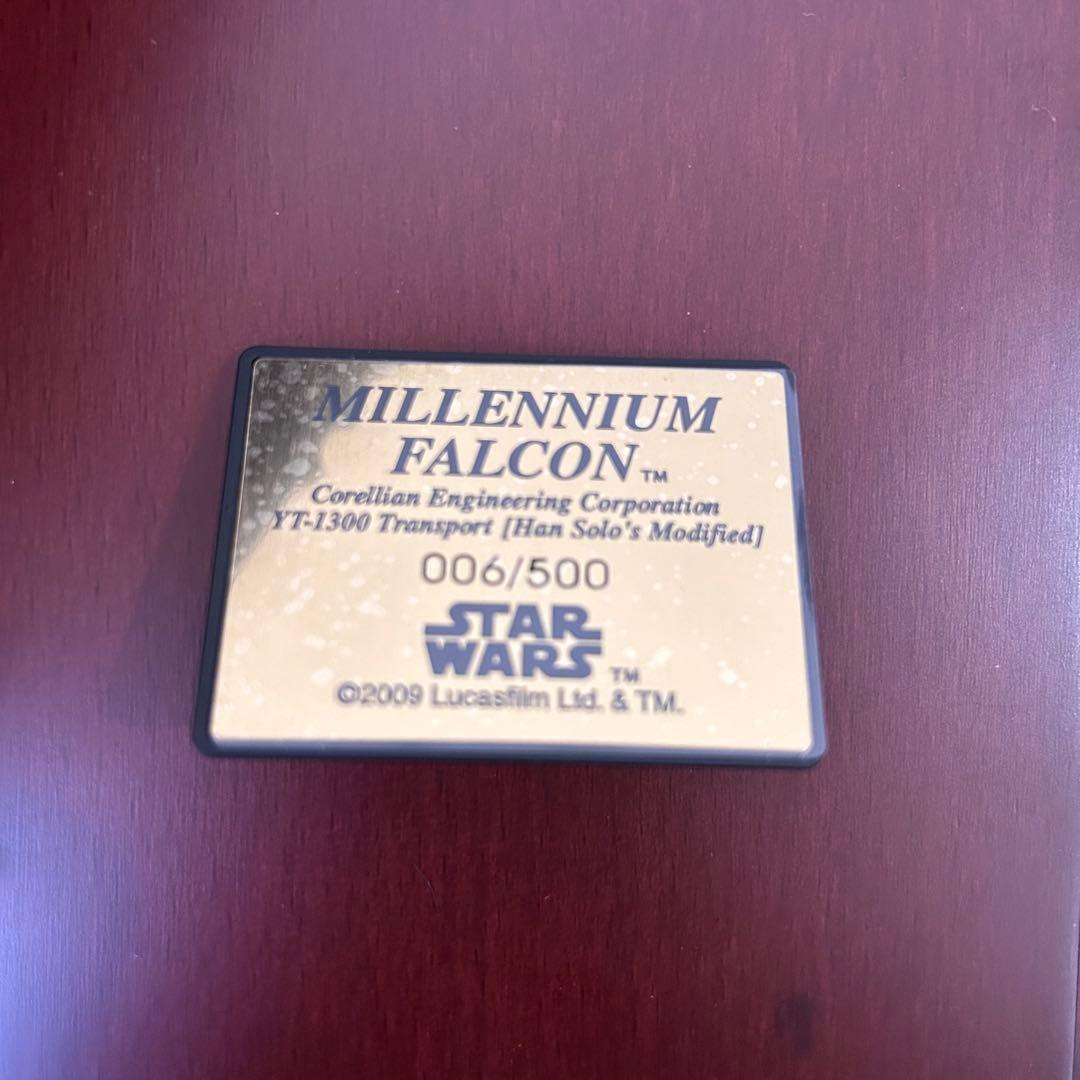 MILLENNIUM
FALCON™
Corellian Engineering Corporation
YT-1300 Transport [Han Solo's Modified]
006/500
STAR
WARS™
©2009 Lucasfilm Ltd. & TM.